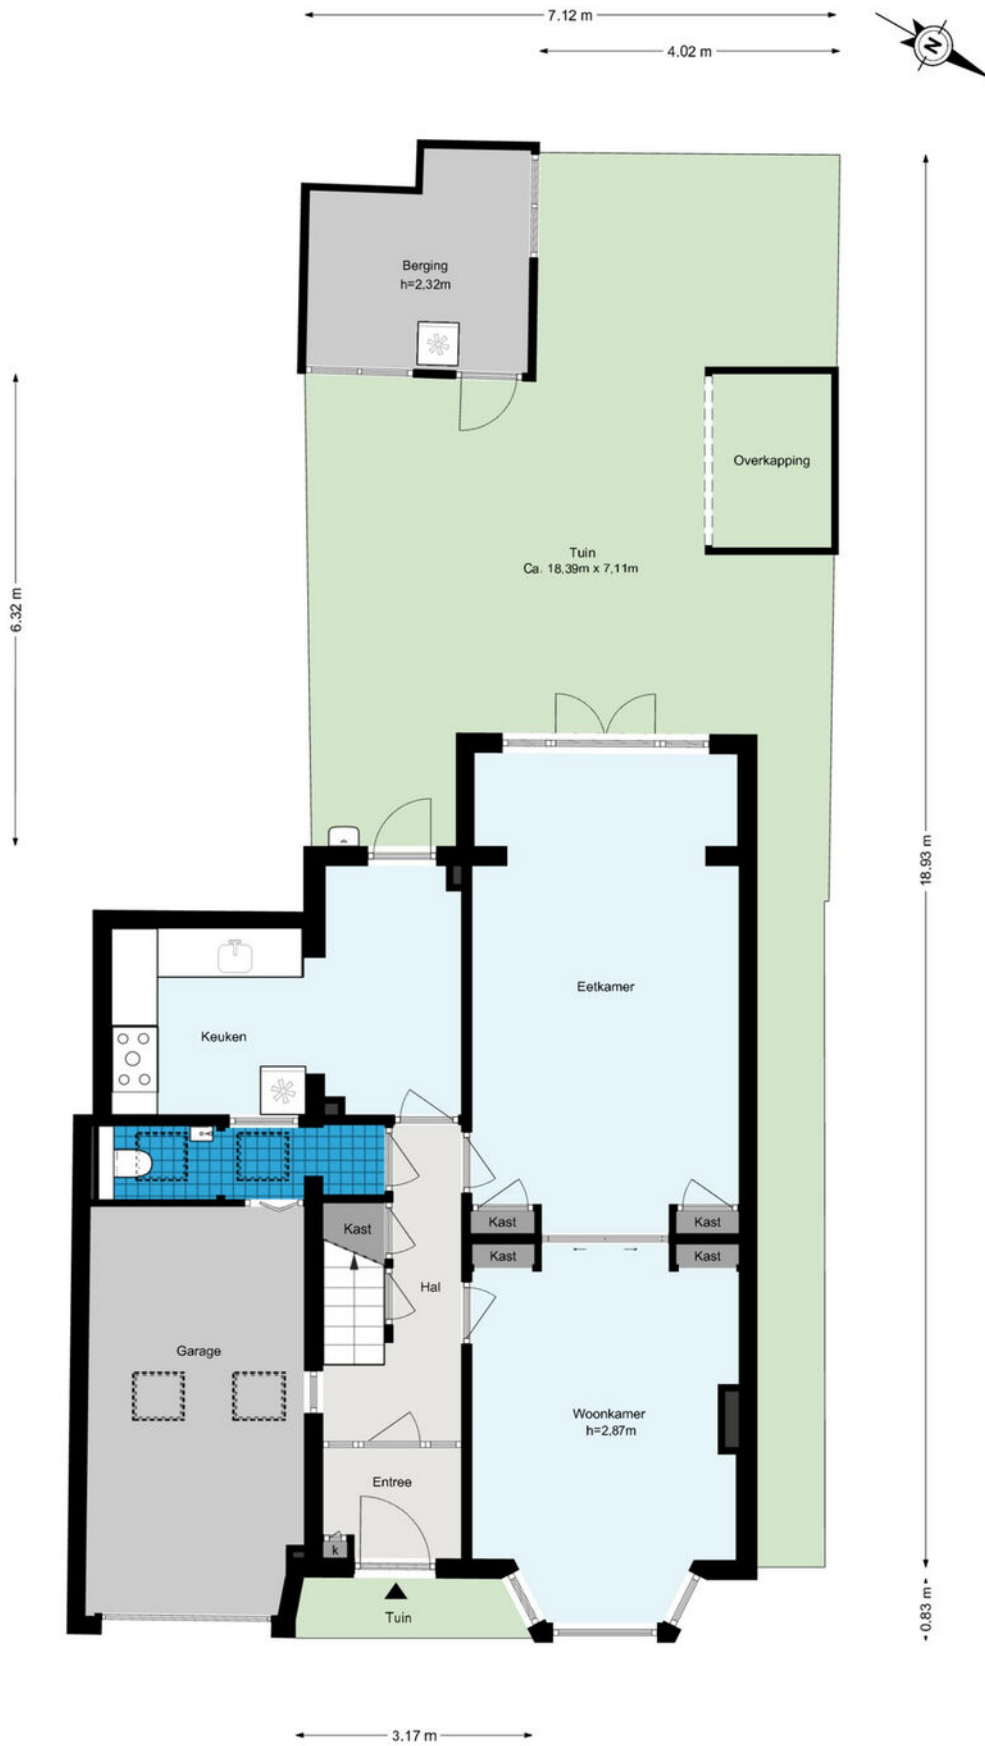 7.12 m
4.02 m
N
Berging
h=2,32m
Overkapping
Tuin
Ca. 18,39m x 7,11m
6.32 m
18.93 m
Eetkamer
Keuken
Kast
Kast
Kast
Kast
Kast
Hal
Garage
Woonkamer
h=2,87m
Entree
k
Tuin
0.83 m
3.17 m